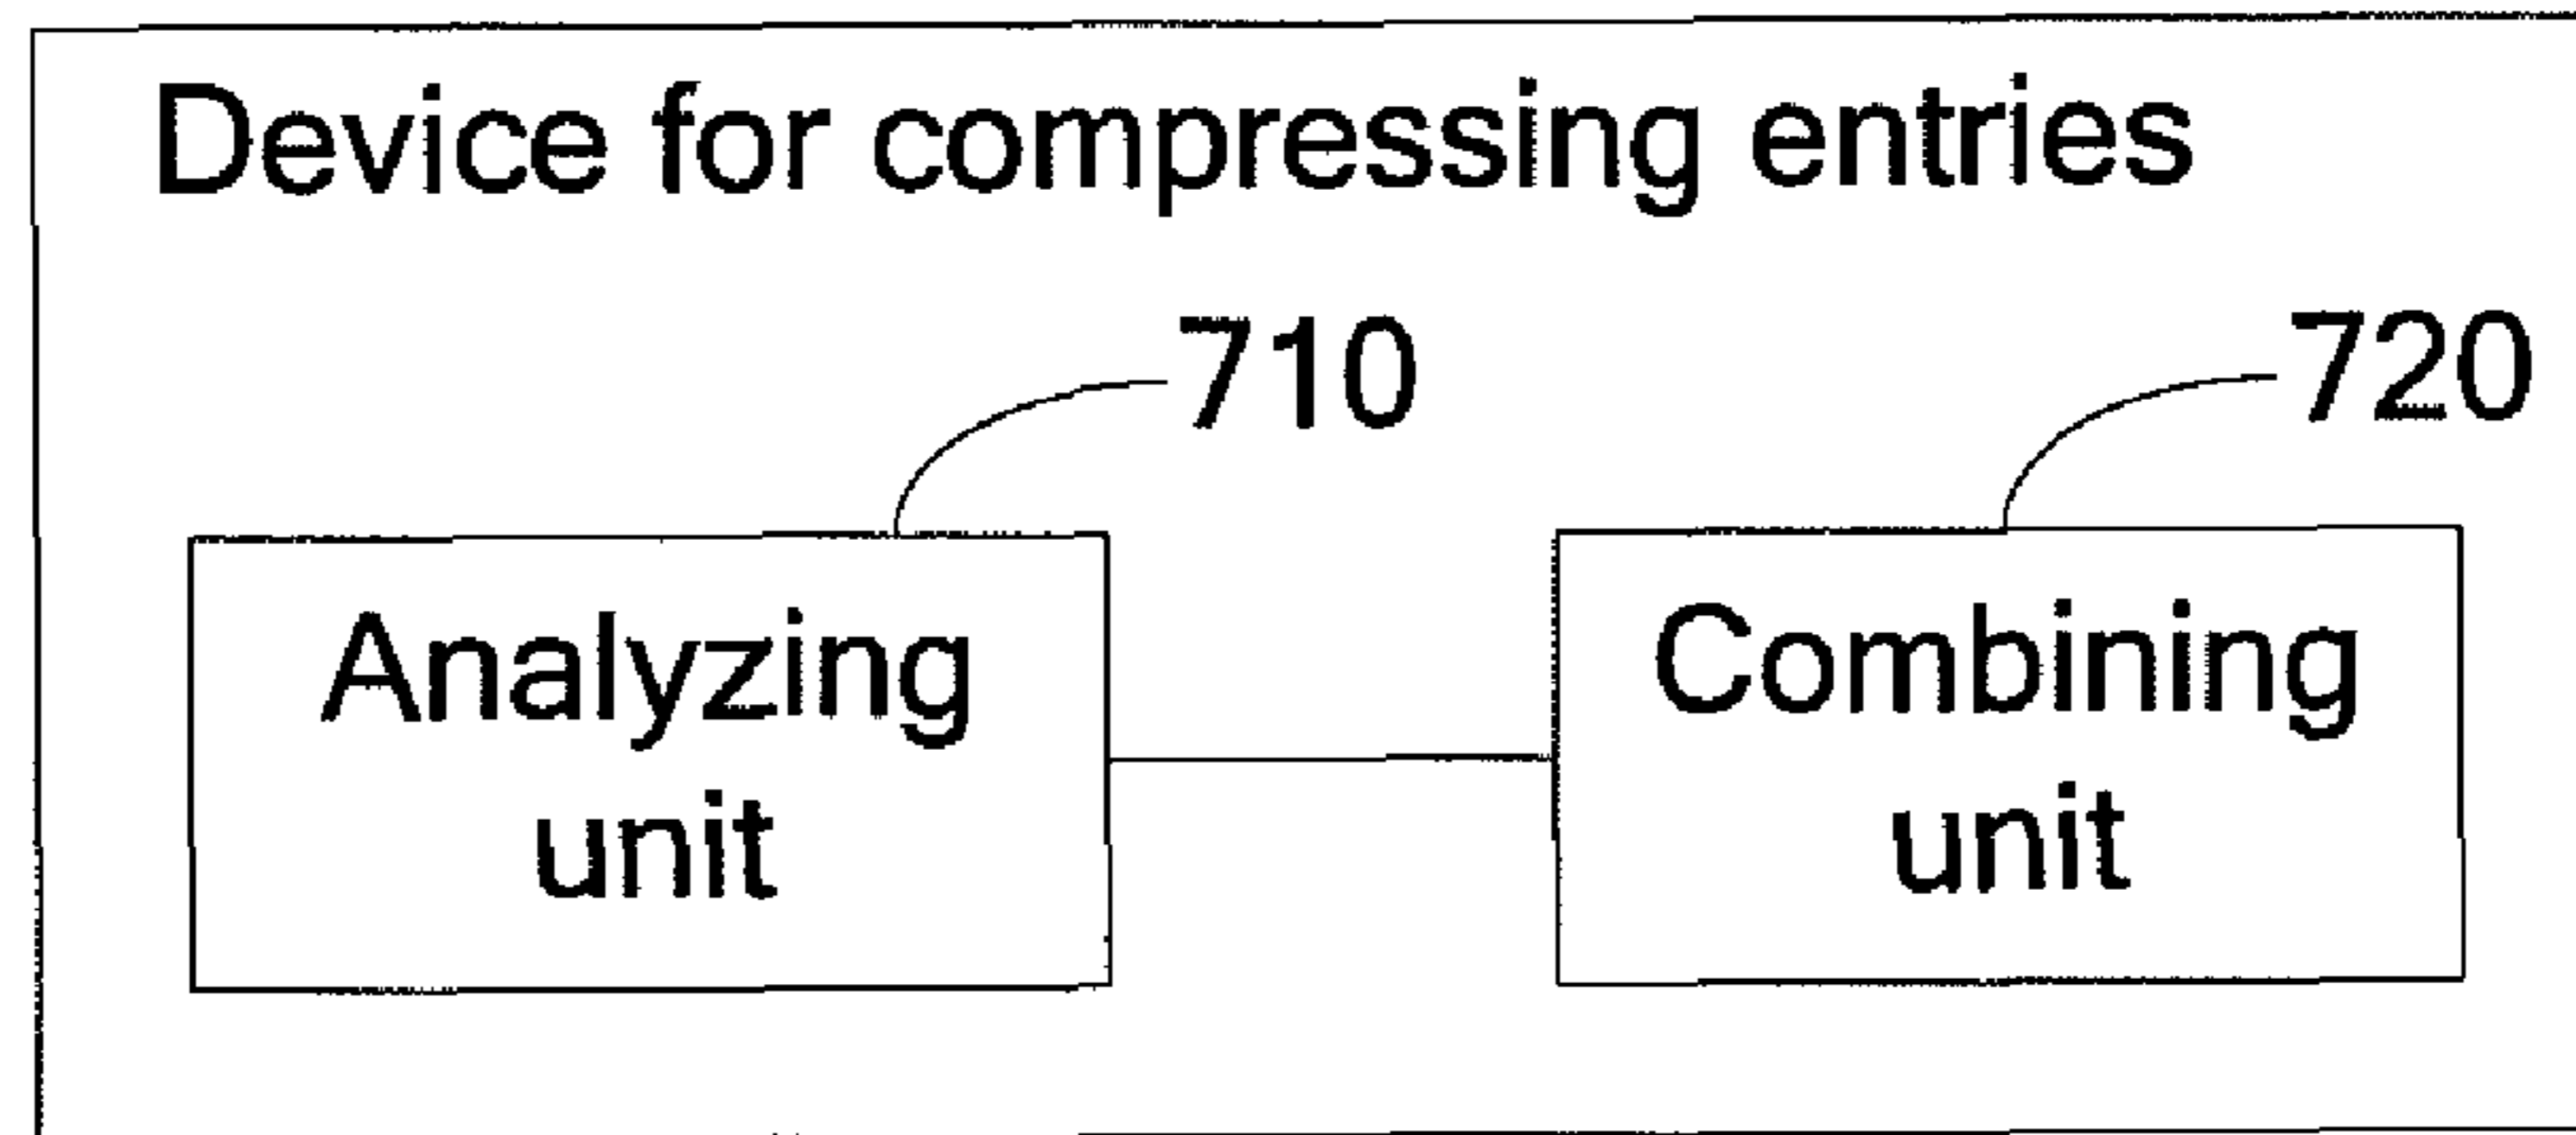 Device for compressing entries
710
720
Analyzing
unit
Combining
unit